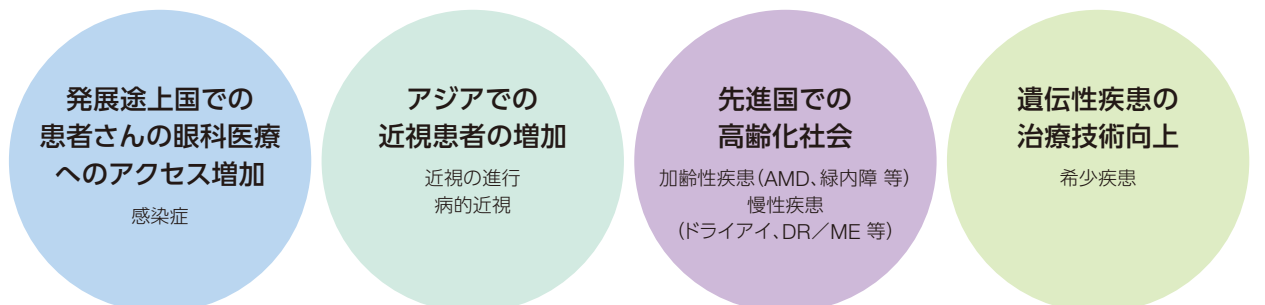 発展途上国での
患者さんの眼科医療
へのアクセス増加
感染症
アジアでの
近視患者の増加
近視の進行
病的近視
先進国での
高齢化社会
加齢性疾患(AMD、緑内障 等)
慢性疾患
(ドライアイ、DR/ME 等)
遺伝性疾患の
治療技術向上
希少疾患